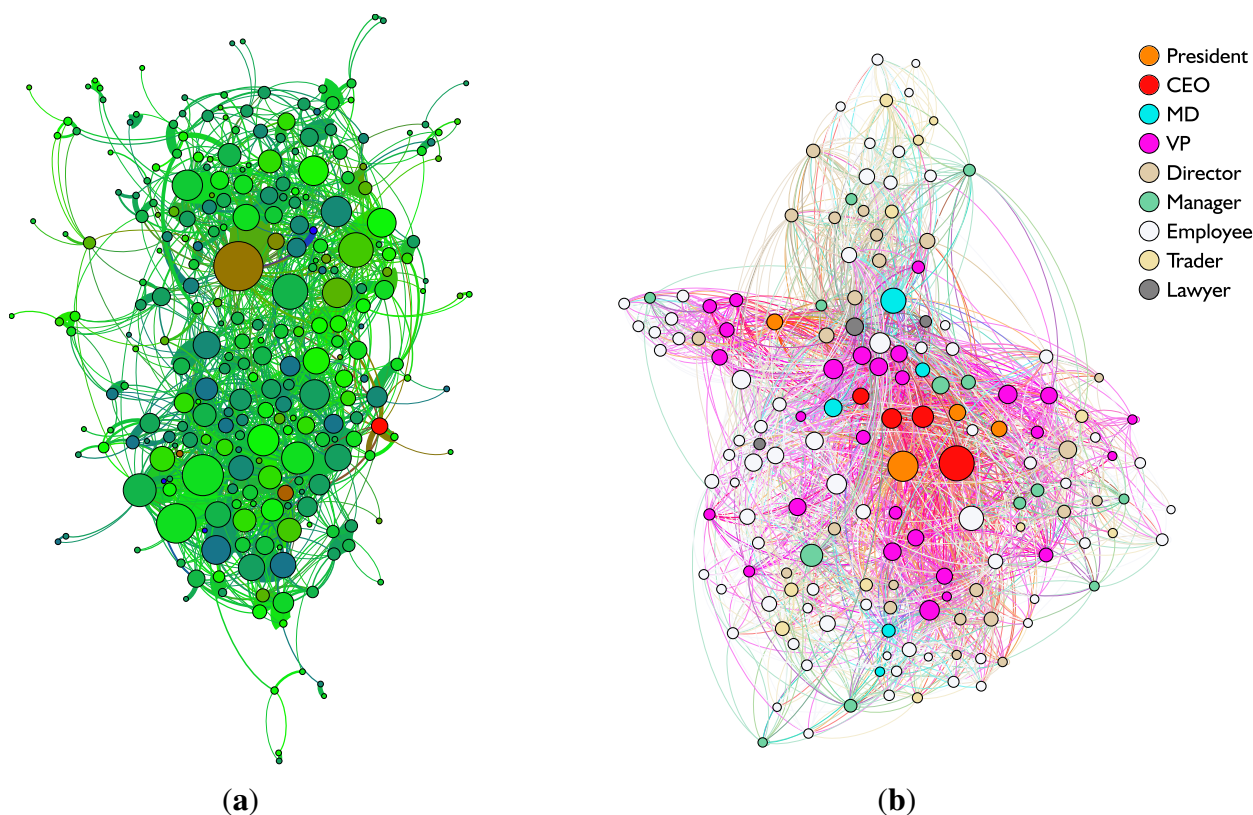 President
CEO
MD
VP
Director
Manager
Employee
Trader
Lawyer
(a)
(b)